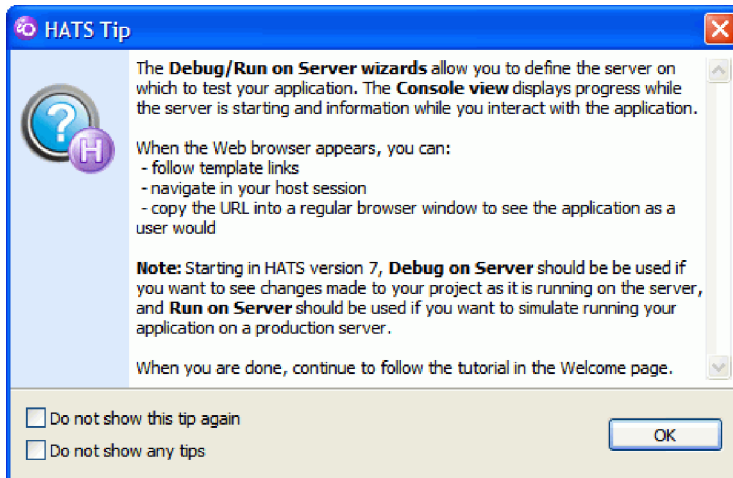 HATS Tip
The Debug/Run on Server wizards allow you to define the server on
which to test your application. The Console view displays progress while
the server is starting and information while you interact with the application.
When the Web browser appears, you can:
- follow template links
- navigate in your host session
- copy the URL into a regular browser window to see the application as a
user would
Note: Starting in HATS version 7, Debug on Server should be be used if
you want to see changes made to your project as it is running on the server,
and Run on Server should be used if you want to simulate running your
application on a production server.
When you are done, continue to follow the tutorial in the Welcome page.
Do not show this tip again
Do not show any tips
OK
? H